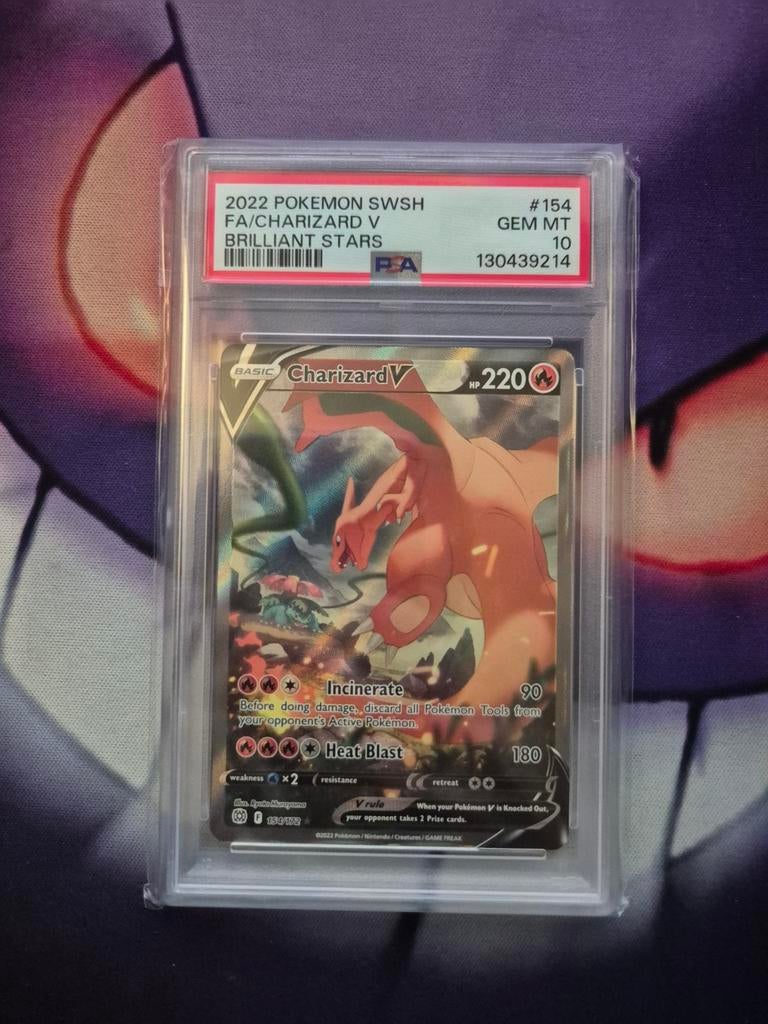 2022 POKEMON SWSH #154
FA/CHARIZARD V GEM MT
BRILLIANT STARS 10
PSA 130439214
BASIC Charizard V HP 220
Incinerate 90
Before doing damage, discard all Pokémon Tools from
your opponent's Active Pokémon.
Heat Blast 180
weakness ×2 resistance retreat
Illus. Ryota Murayama
V rule When your Pokémon V is Knocked Out,
your opponent takes 2 Prize cards.
F 154/172
©2022 Pokémon / Nintendo / Creatures / GAME FREAK